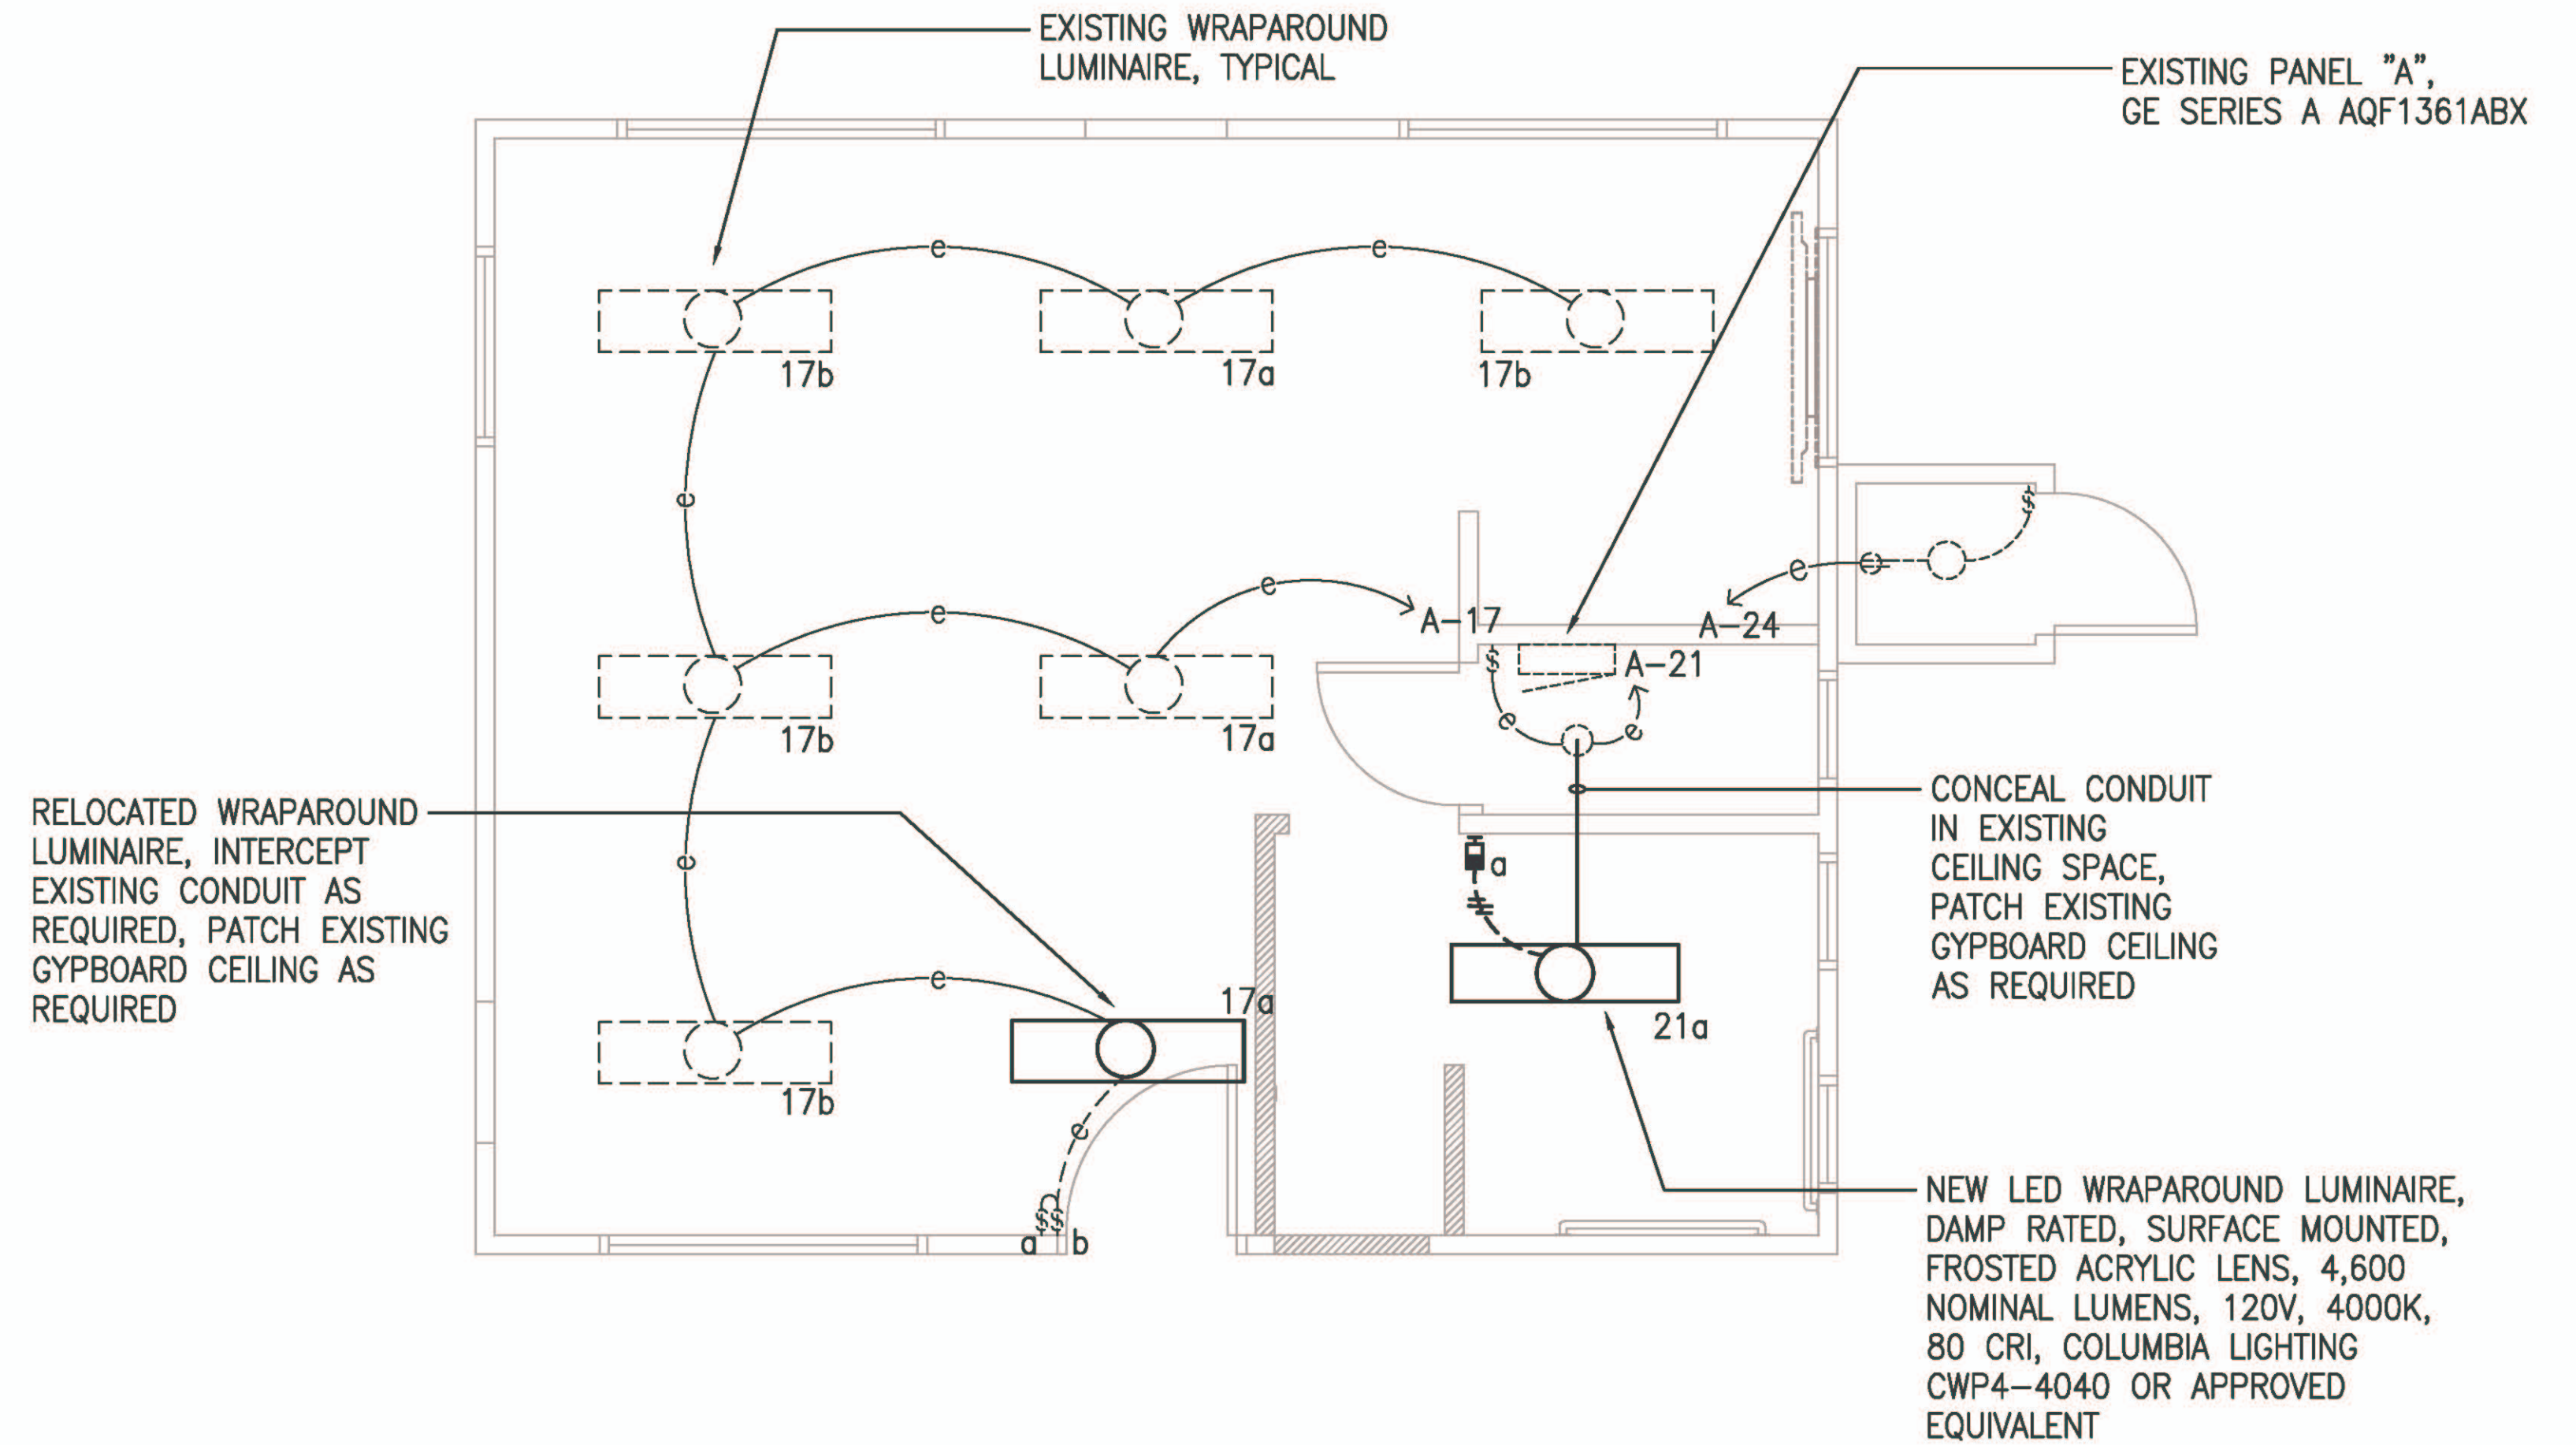 EXISTING WRAPAROUND
LUMINAIRE, TYPICAL
EXISTING PANEL "A",
GE SERIES A AQF1361ABX
e
e
17b
17a
17b
e
e
e
A-17
e
A-24
A-21
e
e
17b
17a
RELOCATED WRAPAROUND
LUMINAIRE, INTERCEPT
EXISTING CONDUIT AS
REQUIRED, PATCH EXISTING
GYPBOARD CEILING AS
REQUIRED
CONCEAL CONDUIT
IN EXISTING
CEILING SPACE,
PATCH EXISTING
GYPBOARD CEILING
AS REQUIRED
e
a
e
17a
21a
17b
e
a
b
NEW LED WRAPAROUND LUMINAIRE,
DAMP RATED, SURFACE MOUNTED,
FROSTED ACRYLIC LENS, 4,600
NOMINAL LUMENS, 120V, 4000K,
80 CRI, COLUMBIA LIGHTING
CWP4-4040 OR APPROVED
EQUIVALENT